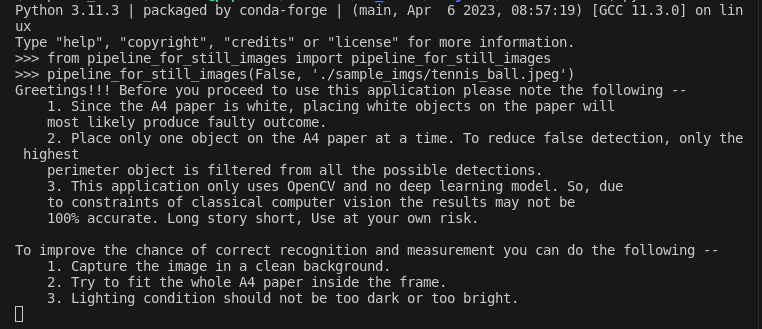 Python 3.11.3 | packaged by conda-forge | (main, Apr  6 2023, 08:57:19) [GCC 11.3.0] on lin
ux
Type "help", "copyright", "credits" or "license" for more information.
>>> from pipeline_for_still_images import pipeline_for_still_images
>>> pipeline_for_still_images(False, './sample_imgs/tennis_ball.jpeg')
Greetings!!! Before you proceed to use this application please note the following --
    1. Since the A4 paper is white, placing white objects on the paper will
    most likely produce faulty outcome.
    2. Place only one object on the A4 paper at a time. To reduce false detection, only the
 highest
    perimeter object is filtered from all the possible detections.
    3. This application only uses OpenCV and no deep learning model. So, due
    to constraints of classical computer vision the results may not be
    100% accurate. Long story short, Use at your own risk.

To improve the chance of correct recognition and measurement you can do the following --
    1. Capture the image in a clean background.
    2. Try to fit the whole A4 paper inside the frame.
    3. Lighting condition should not be too dark or too bright.